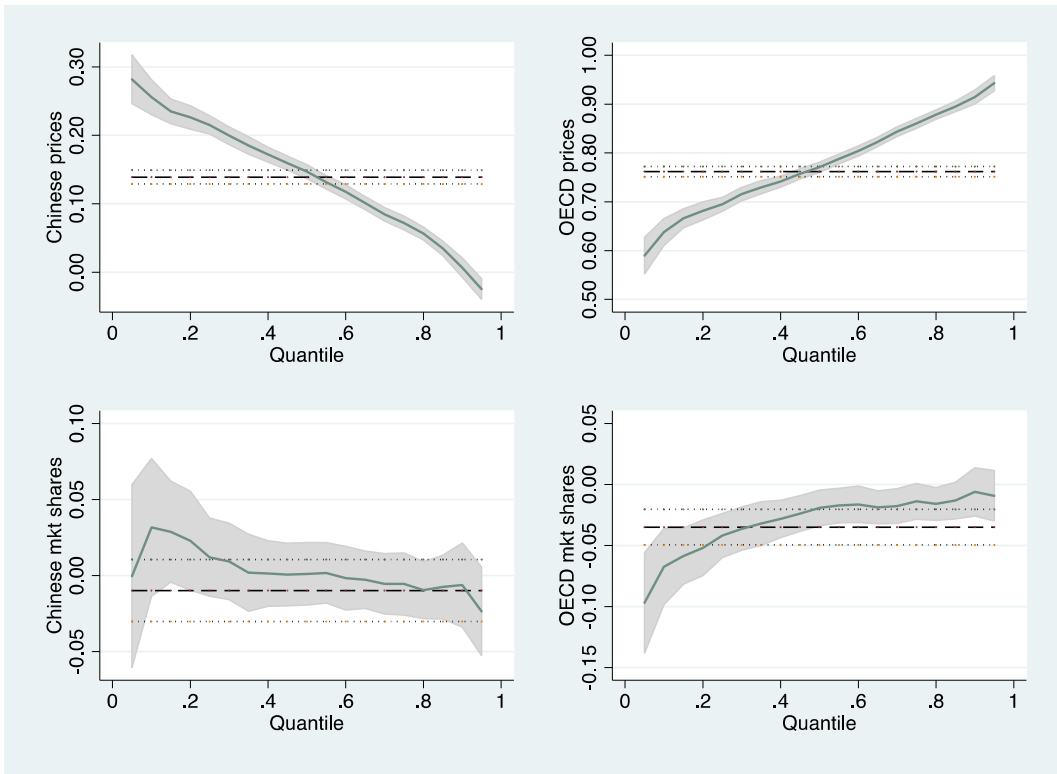 Chinese prices
0.30
0.20
0.10
0.00
0 .2 .4 .6 .8 1
Quantile
OECD prices
1.00
0.90
0.80
0.70
0.60
0.50
0 .2 .4 .6 .8 1
Quantile
Chinese mkt shares
0.10
0.05
0.00
-0.05
0 .2 .4 .6 .8 1
Quantile
OECD mkt shares
0.05
0.00
-0.05
-0.10
-0.15
0 .2 .4 .6 .8 1
Quantile